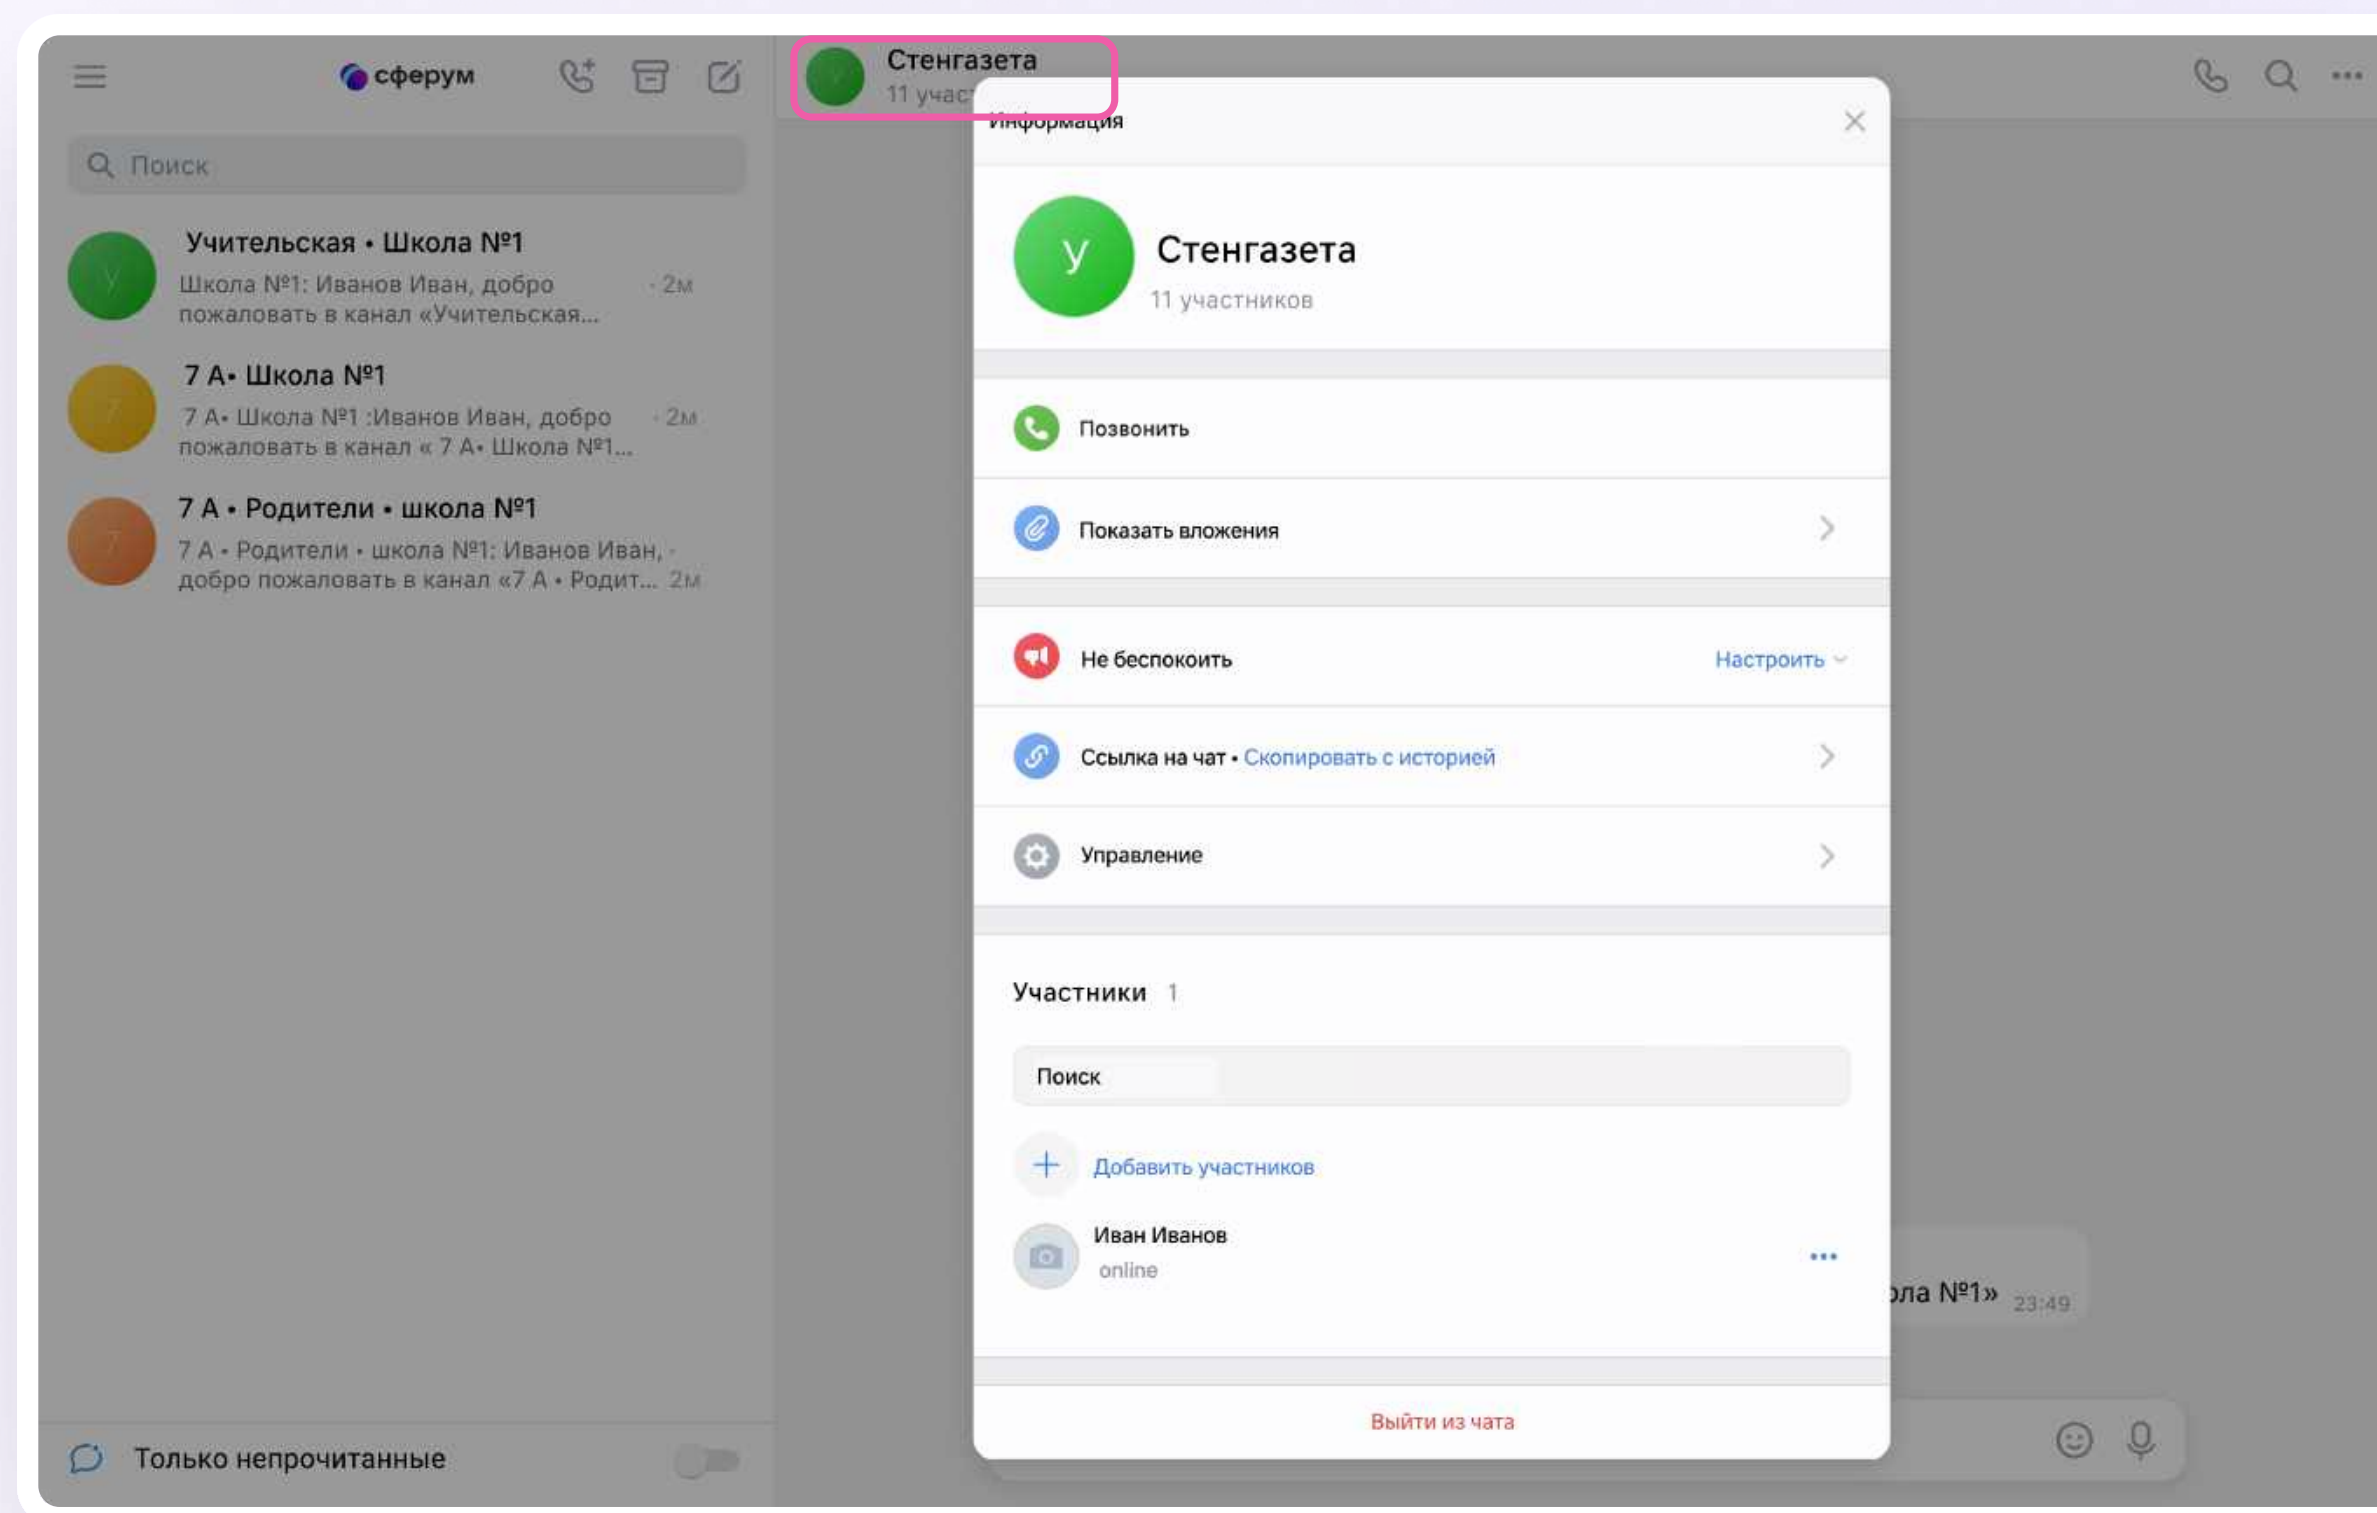 сферум
Поиск
Учительская • Школа №1
Школа №1: Иванов Иван, добро · 2м
пожаловать в канал «Учительская...
7 А• Школа №1
7 А• Школа №1 :Иванов Иван, добро · 2м
пожаловать в канал « 7 А• Школа №1...
7 А • Родители • школа №1
7 А • Родители • школа №1: Иванов Иван, ·
добро пожаловать в канал «7 А • Родит... 2м
Только непрочитанные
Стенгазета
11 учас
Информация
У
Стенгазета
11 участников
Позвонить
Показать вложения
Не беспокоить Настроить
Ссылка на чат • Скопировать с историей
Управление
Участники 1
Поиск
Добавить участников
Иван Иванов
online
Выйти из чата
ола №1» 23:49